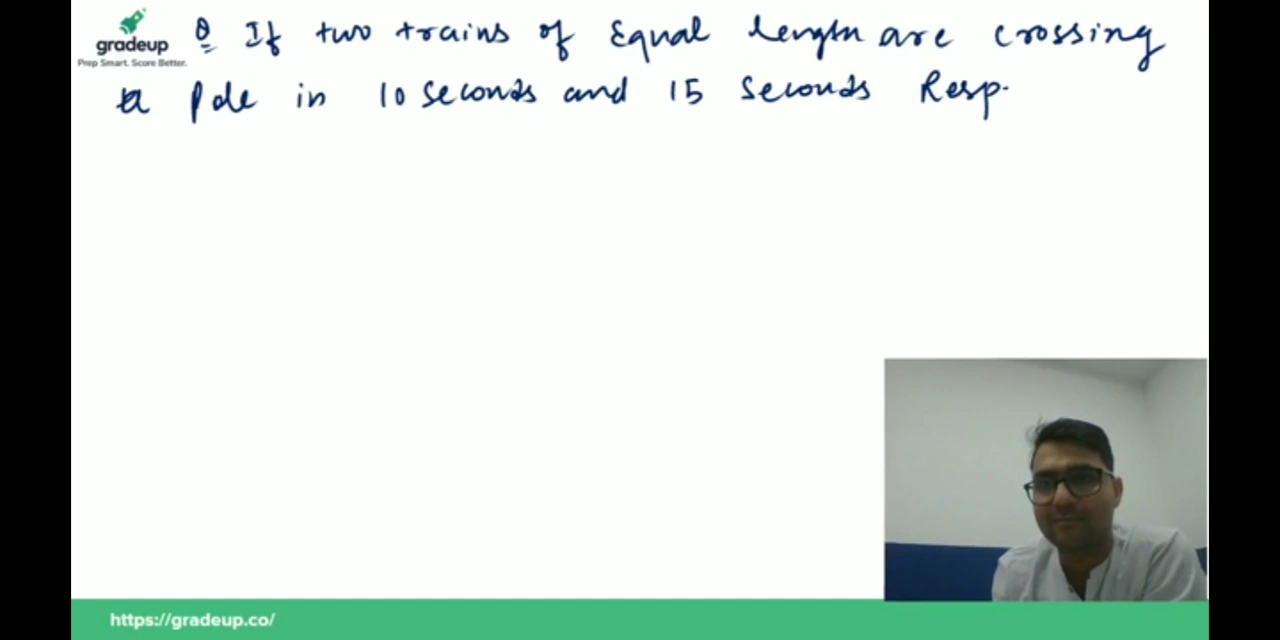 gradeup
Prep Smart. Score Better.
Q If two trains of Equal length are crossing
a Pole in 10 seconds and 15 seconds Resp.
https://gradeup.co/